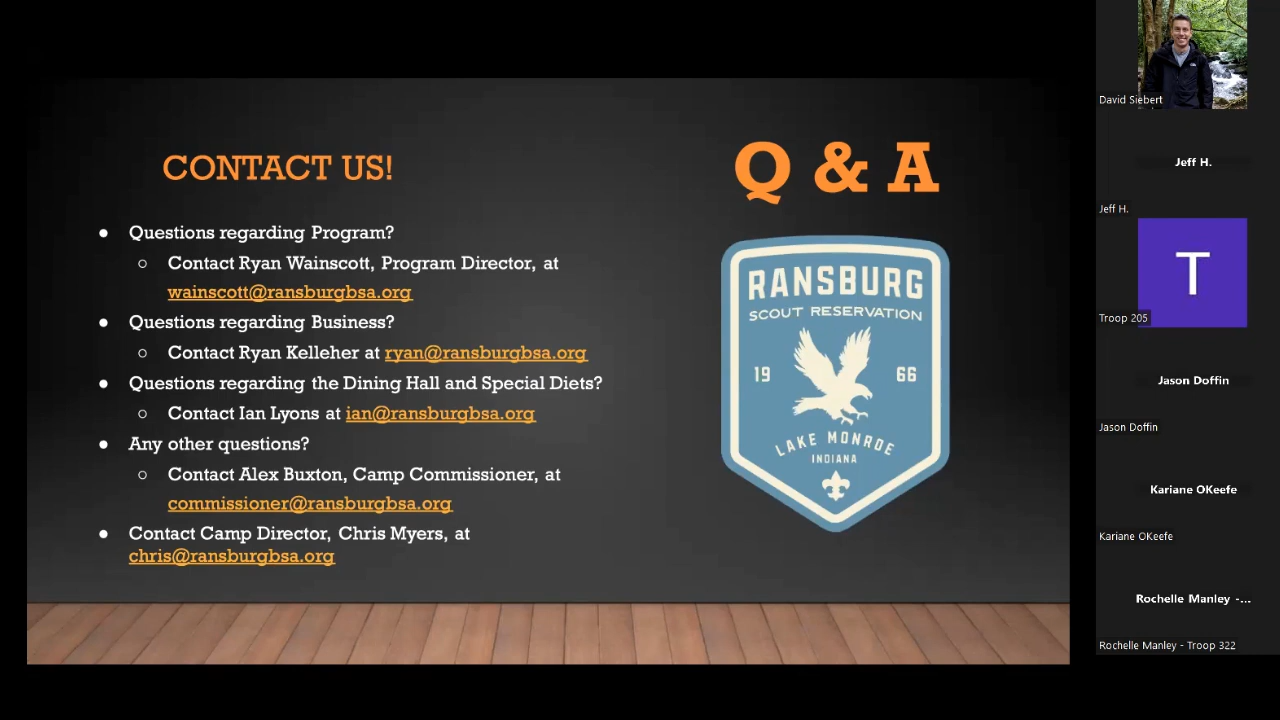 CONTACT US!
● Questions regarding Program?
○ Contact Ryan Wainscott, Program Director, at
wainscott@ransburgbsa.org
● Questions regarding Business?
○ Contact Ryan Kelleher at ryan@ransburgbsa.org
● Questions regarding the Dining Hall and Special Diets?
○ Contact Ian Lyons at ian@ransburgbsa.org
● Any other questions?
○ Contact Alex Buxton, Camp Commissioner, at
commissioner@ransburgbsa.org
● Contact Camp Director, Chris Myers, at
chris@ransburgbsa.org
Q & A
RANSBURG
SCOUT RESERVATION
19 66
LAKE MONROE
INDIANA
David Siebert
Jeff H.
Jeff H.
T
Troop 205
Jason Doffin
Jason Doffin
Kariane OKeefe
Kariane OKeefe
Rochelle Manley -...
Rochelle Manley - Troop 322